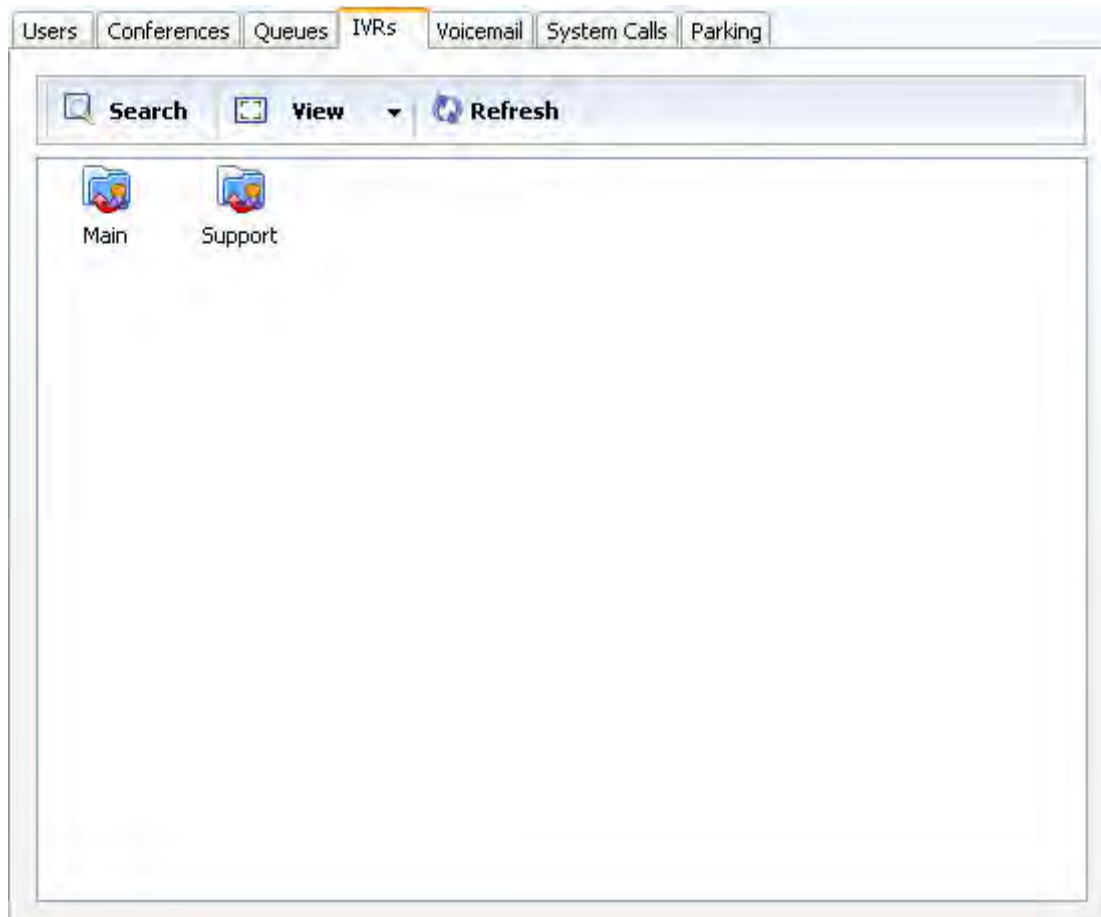 Users Conferences Queues IVRs Voicemail System Calls Parking
Search View Refresh
Main Support